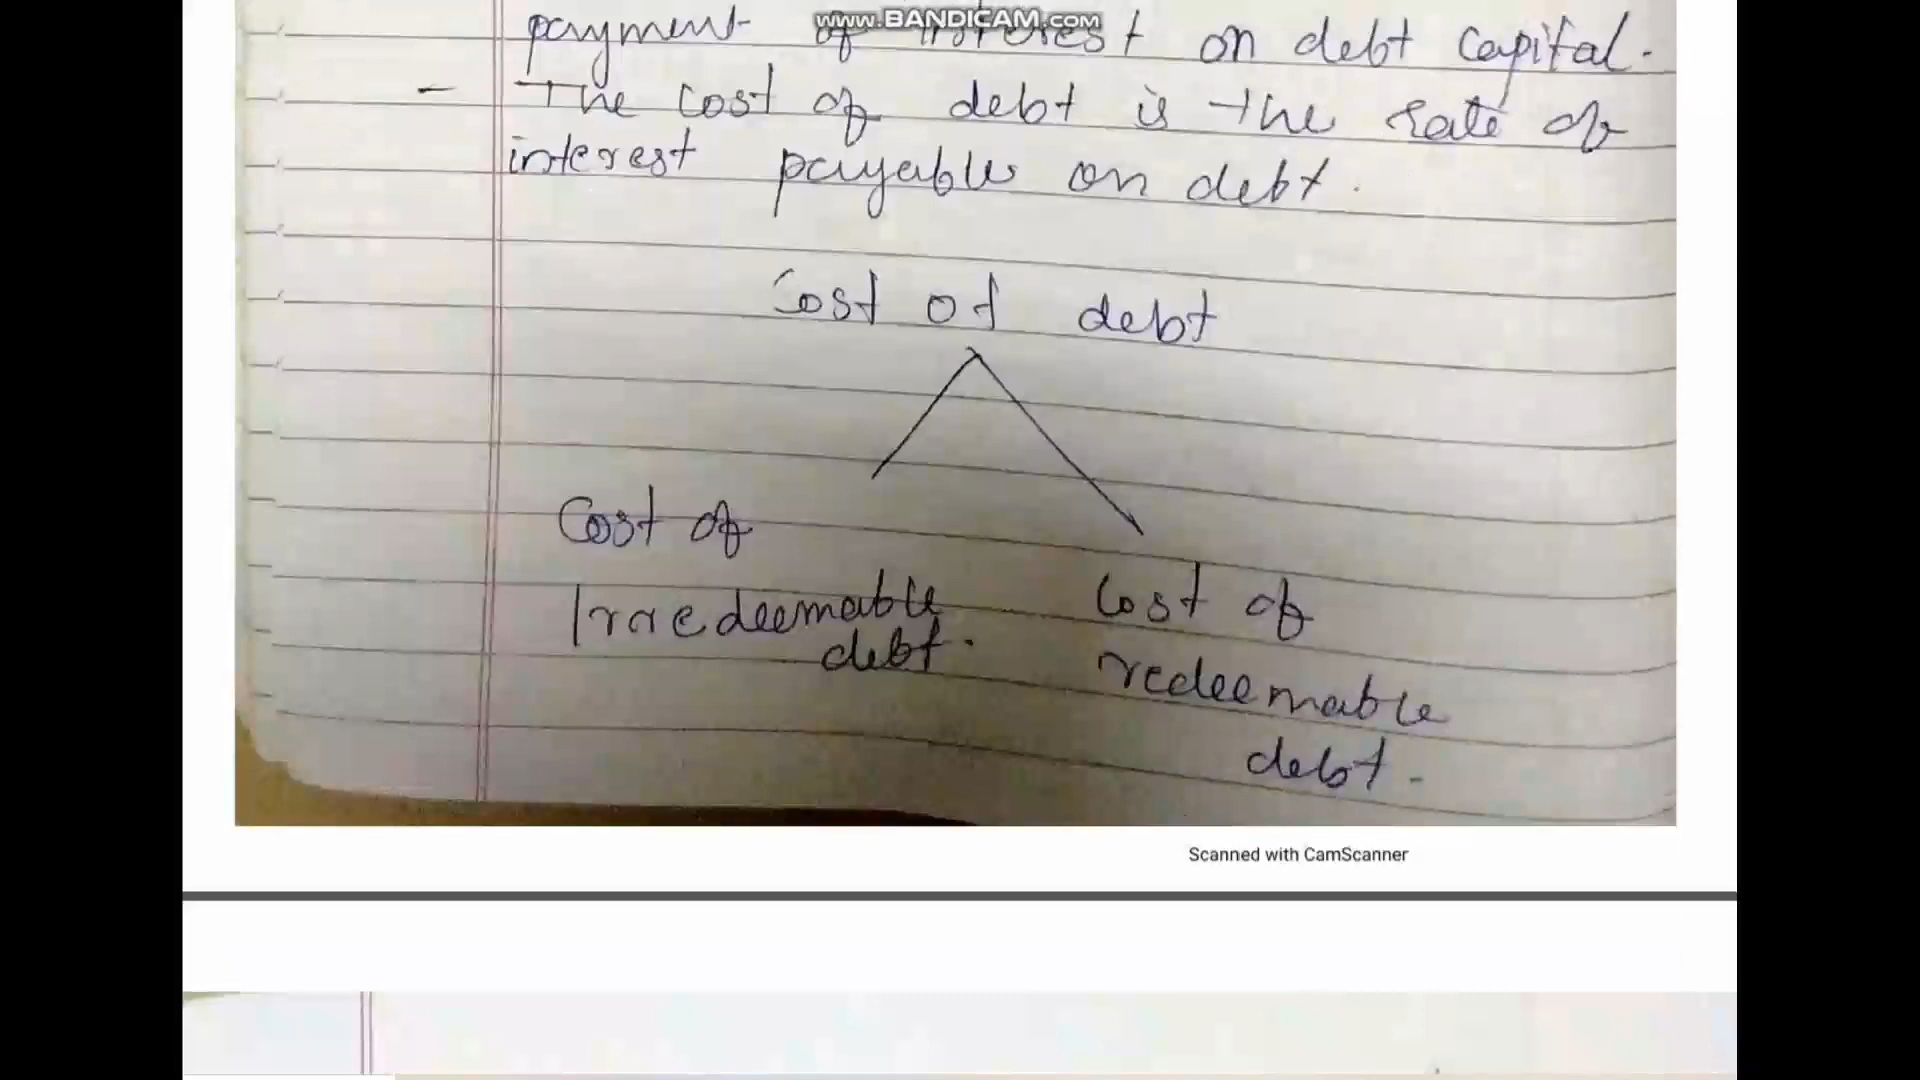 www.BANDICAM.com
payment of interest on debt capital.
- The cost of debt is the rate of
interest payable on debt.
Cost of debt
Cost of
Irredeemable
debt.
Cost of
redeemable
debt.
Scanned with CamScanner